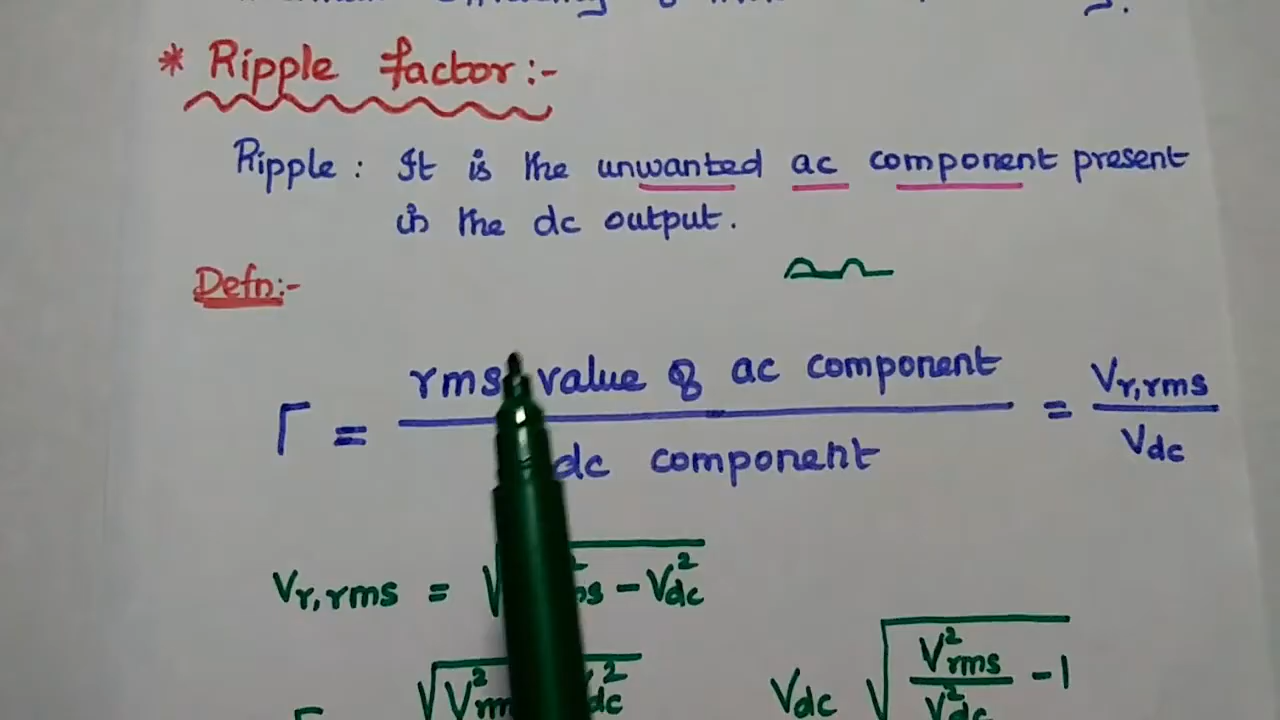 * Ripple factor:-
Ripple : It is the unwanted ac component present
in the dc output.
Defn:-
Γ = rms value of ac component / dc component = Vr,rms / Vdc
Vr,rms = √ - V²dc
Vdc √ V²rms / V²dc - 1